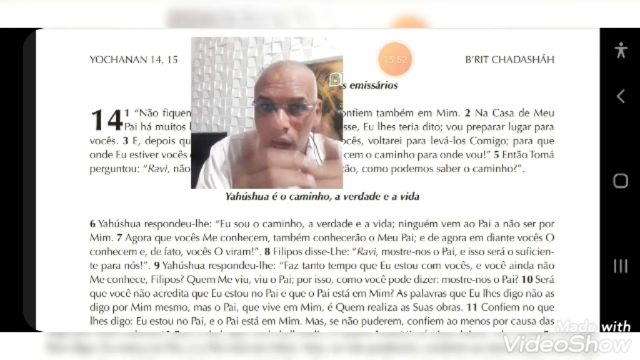 15:52
YOCHANAN 14, 15
B'RIT CHADASHÁH
s emissários
14 1 “Não fiquem confiem também em Mim. 2 Na Casa de Meu
Pai há muitos sse, Eu lhes teria dito; vou preparar lugar para
vocês. 3 E, depois qu ocês, voltarei para levá-los Comigo; para que
onde Eu estiver vocês cem o caminho para onde vou!” 5 Então Tomá
perguntou: “Ravi, não ão, como podemos saber o caminho?”.
Yahúshua é o caminho, a verdade e a vida
6 Yahúshua respondeu-lhe: “Eu sou o caminho, a verdade e a vida; ninguém vem ao Pai a não ser por
Mim. 7 Agora que vocês Me conhecem, também conhecerão o Meu Pai; e de agora em diante vocês O
conhecem e, de fato, vocês O viram!”. 8 Filipos disse-Lhe: “Ravi, mostre-nos o Pai, e isso será o suficien-
te para nós!”. 9 Yahúshua respondeu-lhe: “Faz tanto tempo que Eu estou com vocês, e você ainda não
Me conhece, Filipos? Quem Me viu, viu o Pai; por isso, como você pode dizer: mostre-nos o Pai? 10 Será
que você não acredita que Eu estou no Pai e que o Pai está em Mim? As palavras que Eu lhes digo não as
digo por Mim mesmo, mas o Pai, que vive em Mim, é Quem realiza as Suas obras. 11 Confiem no que
lhes digo: Eu estou no Pai, e o Pai está em Mim. Mas, se não puderem, confiem ao menos por causa das
Made with
VideoShow